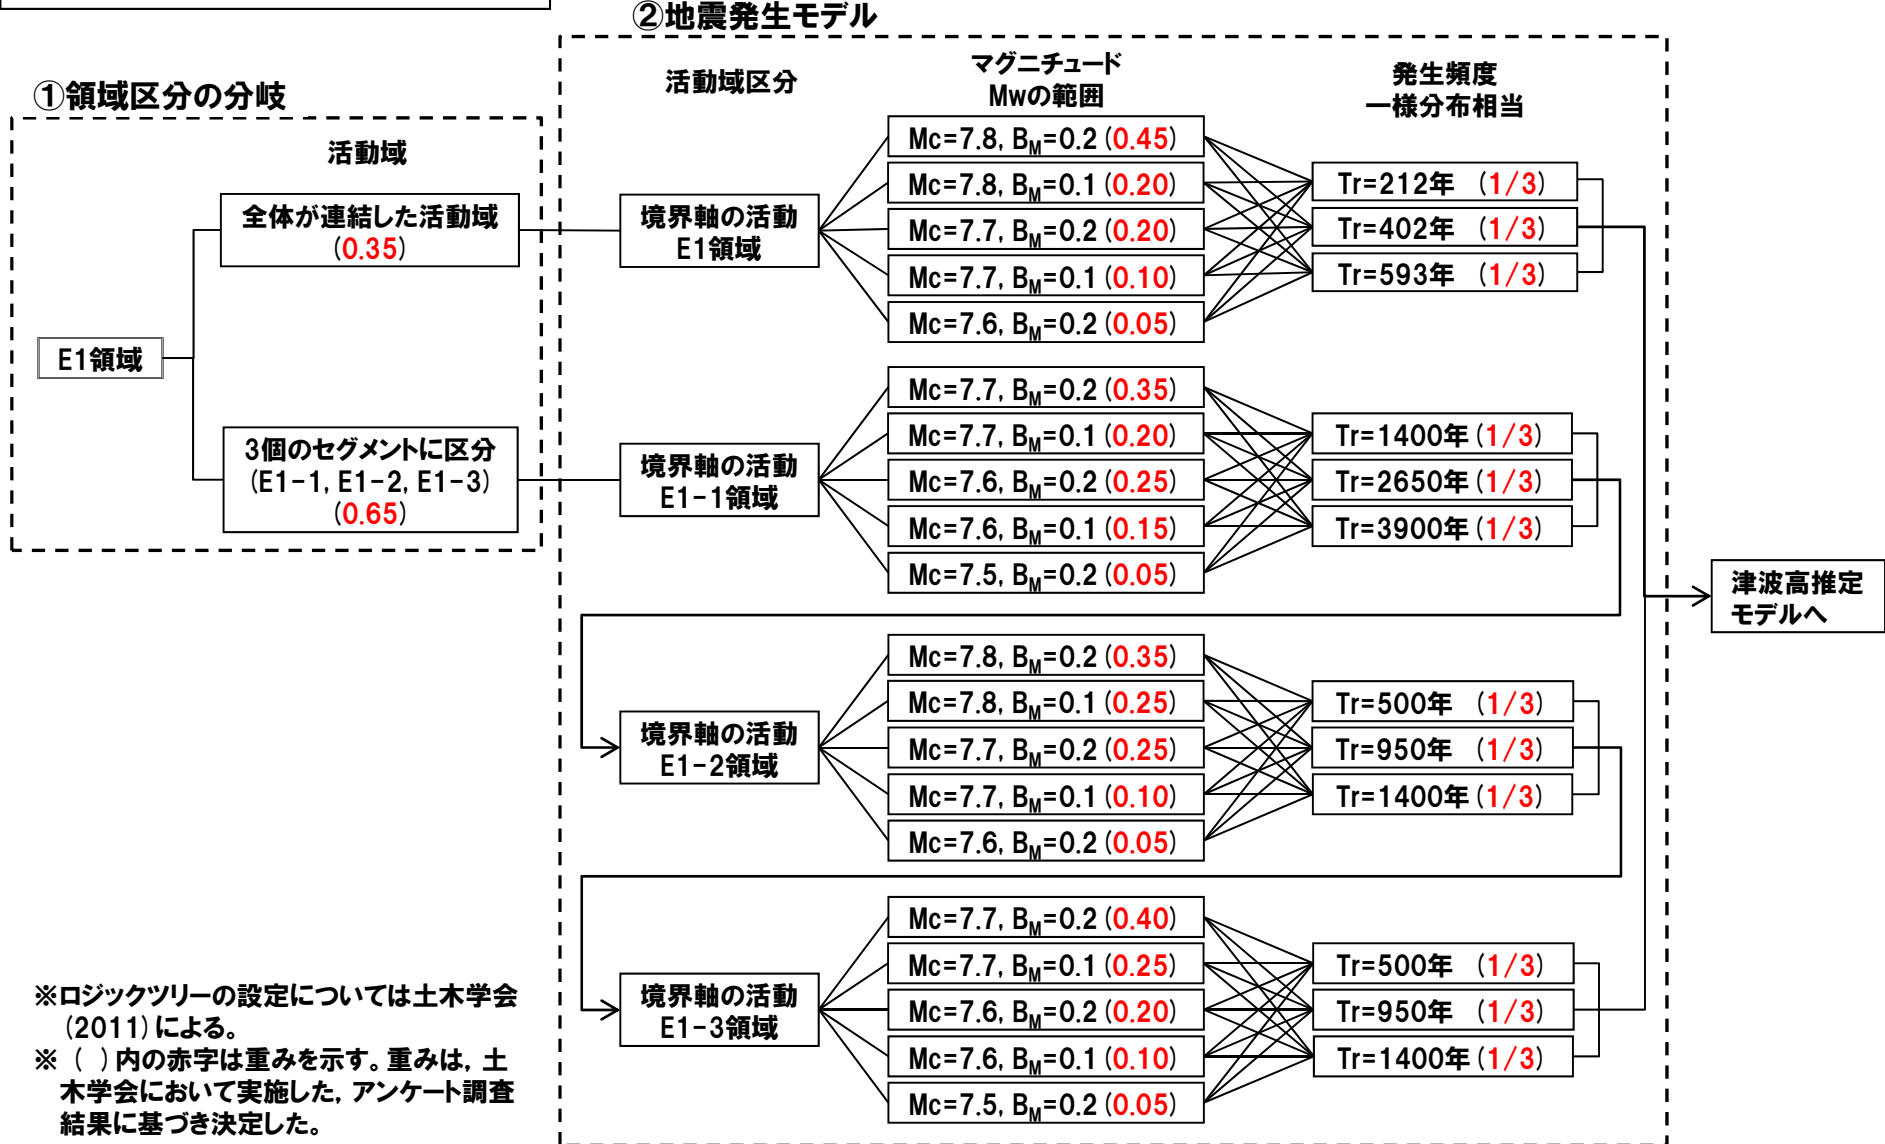 ②地震発生モデル
①領域区分の分岐
活動域
E1領域
全体が連結した活動域
(0.35)
3個のセグメントに区分
(E1-1, E1-2, E1-3)
(0.65)
活動域区分
マグニチュード
Mwの範囲
発生頻度
一様分布相当
境界軸の活動
E1領域
Mc=7.8, BM=0.2 (0.45)
Mc=7.8, BM=0.1 (0.20)
Mc=7.7, BM=0.2 (0.20)
Mc=7.7, BM=0.1 (0.10)
Mc=7.6, BM=0.2 (0.05)
Tr=212年 (1/3)
Tr=402年 (1/3)
Tr=593年 (1/3)
境界軸の活動
E1-1領域
Mc=7.7, BM=0.2 (0.35)
Mc=7.7, BM=0.1 (0.20)
Mc=7.6, BM=0.2 (0.25)
Mc=7.6, BM=0.1 (0.15)
Mc=7.5, BM=0.2 (0.05)
Tr=1400年 (1/3)
Tr=2650年 (1/3)
Tr=3900年 (1/3)
境界軸の活動
E1-2領域
Mc=7.8, BM=0.2 (0.35)
Mc=7.8, BM=0.1 (0.25)
Mc=7.7, BM=0.2 (0.25)
Mc=7.7, BM=0.1 (0.10)
Mc=7.6, BM=0.2 (0.05)
Tr=500年 (1/3)
Tr=950年 (1/3)
Tr=1400年 (1/3)
境界軸の活動
E1-3領域
Mc=7.7, BM=0.2 (0.40)
Mc=7.7, BM=0.1 (0.25)
Mc=7.6, BM=0.2 (0.20)
Mc=7.6, BM=0.1 (0.10)
Mc=7.5, BM=0.2 (0.05)
Tr=500年 (1/3)
Tr=950年 (1/3)
Tr=1400年 (1/3)
津波高推定
モデルへ
※ロジックツリーの設定については土木学会
(2011)による。
※ ( )内の赤字は重みを示す。重みは, 土
木学会において実施した, アンケート調査
結果に基づき決定した。